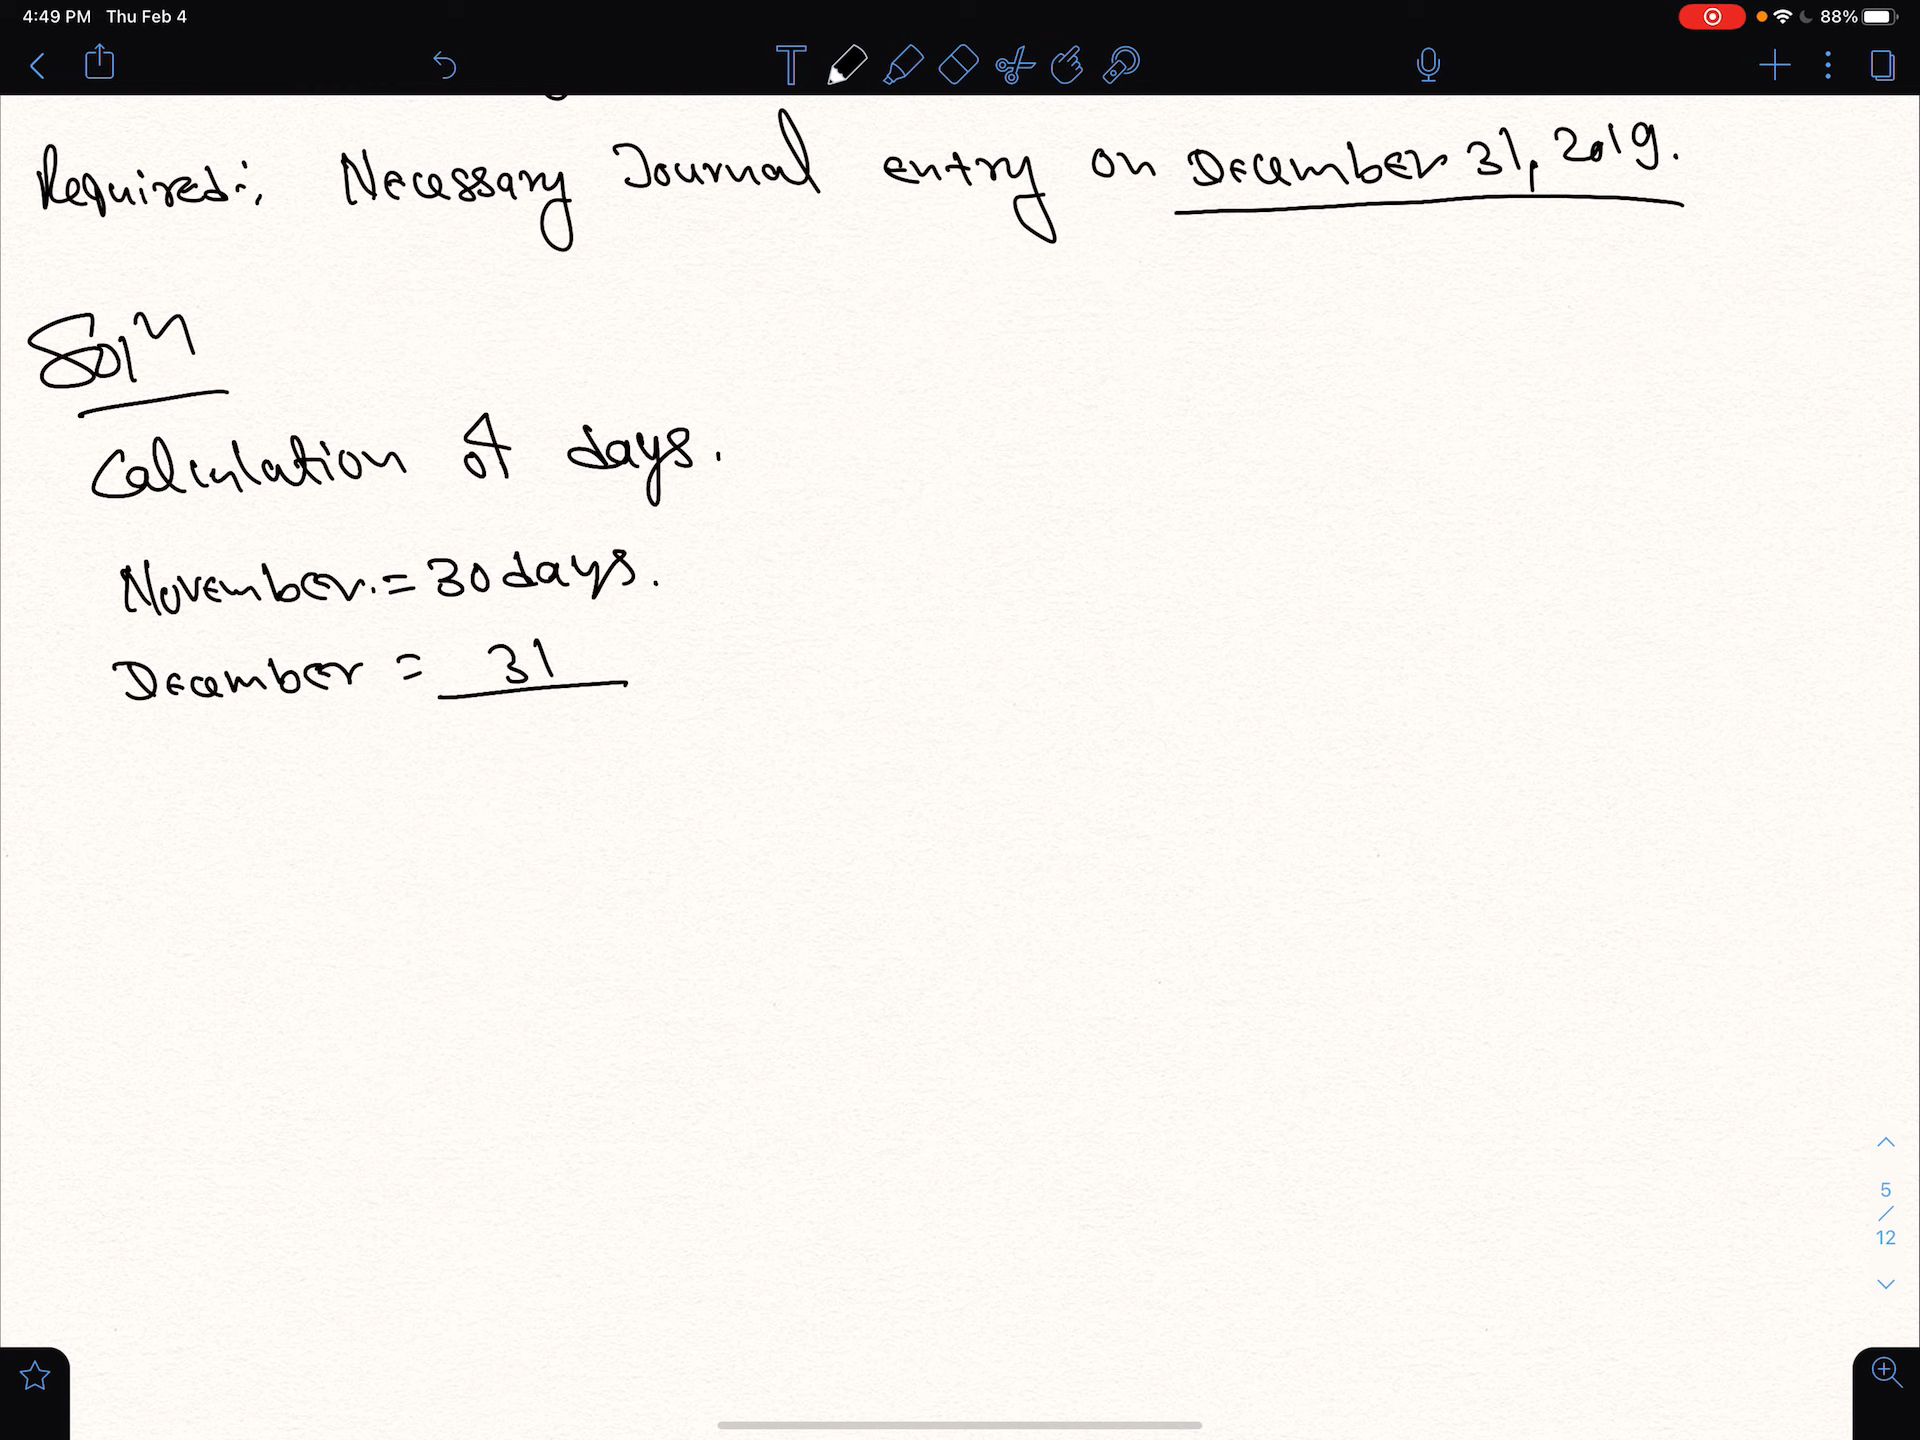 4:49 PM Thu Feb 4
88%
Required:. Necessary Journal entry on December 31, 2019.
Solⁿ
Calculation of days.
November. = 30 days.
December = 31
5
/
12